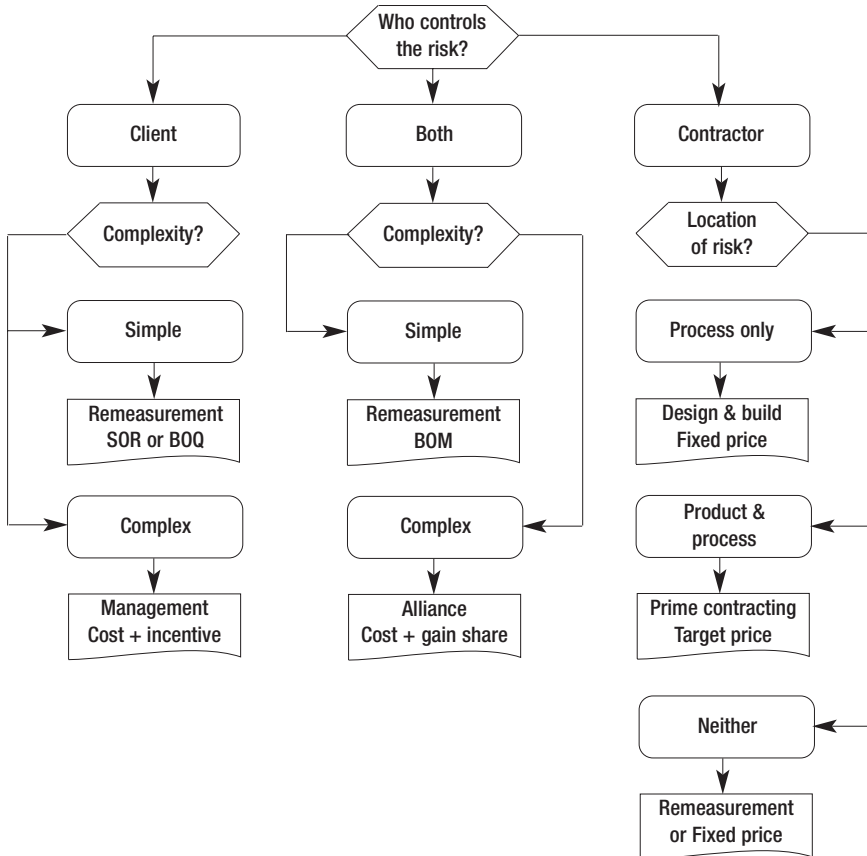 Who controls
the risk?
Client
Both
Contractor
Complexity?
Complexity?
Location
of risk?
Simple
Simple
Process only
Remeasurement
SOR or BOQ
Remeasurement
BOM
Design & build
Fixed price
Complex
Complex
Product &
process
Management
Cost + incentive
Alliance
Cost + gain share
Prime contracting
Target price
Neither
Remeasurement
or Fixed price